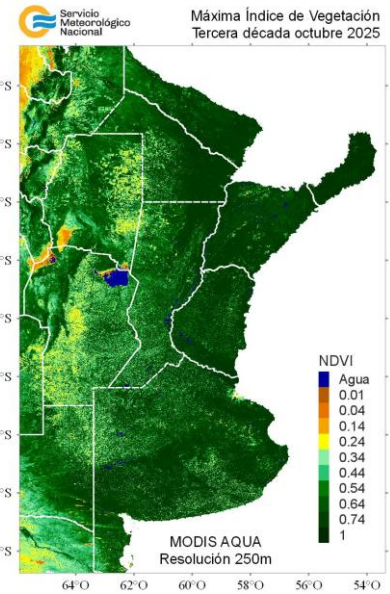 Servicio
Meteorológico
Nacional
Máximo Índice de Vegetación
Tercera década octubre 2025
°S
°S
°S
°S
°S
°S
°S
°S
°S
NDVI
Agua
0.01
0.04
0.14
0.24
0.34
0.44
0.54
0.64
0.74
1
MODIS AQUA
Resolución 250m
64°O 62°O 60°O 58°O 56°O 54°O